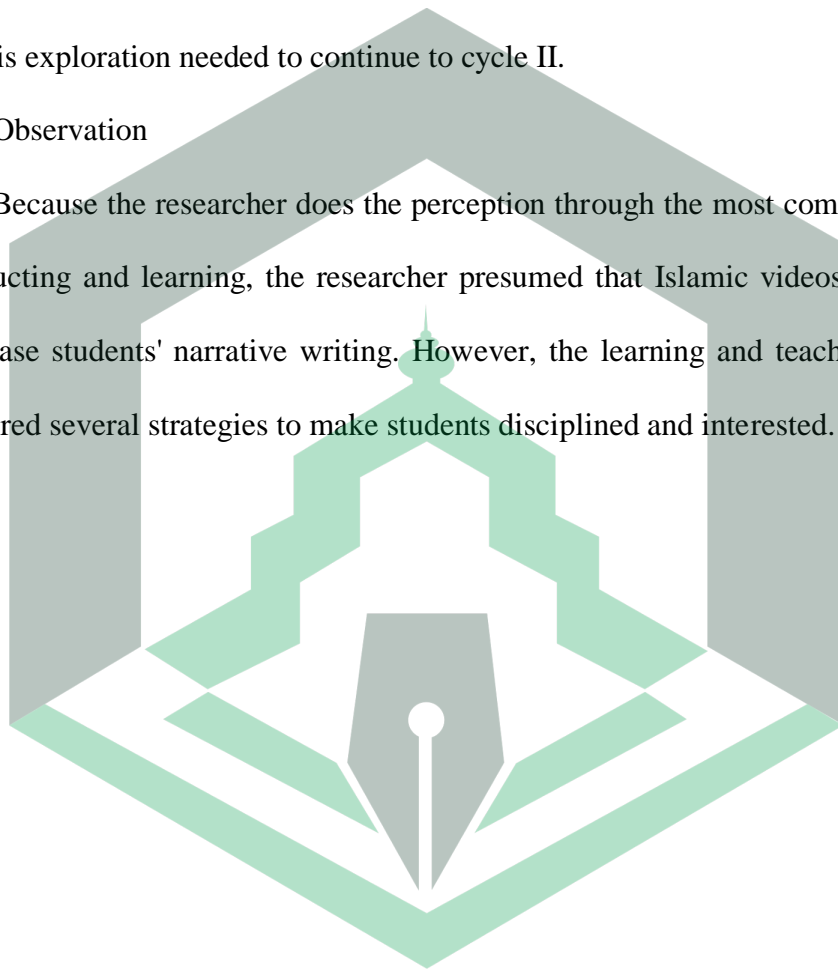 is exploration needed to continue to cycle II.
Observation
Because the researcher does the perception through the most com
ucting and learning, the researcher presumed that Islamic videos
ase students' narrative writing. However, the learning and teach
red several strategies to make students disciplined and interested.